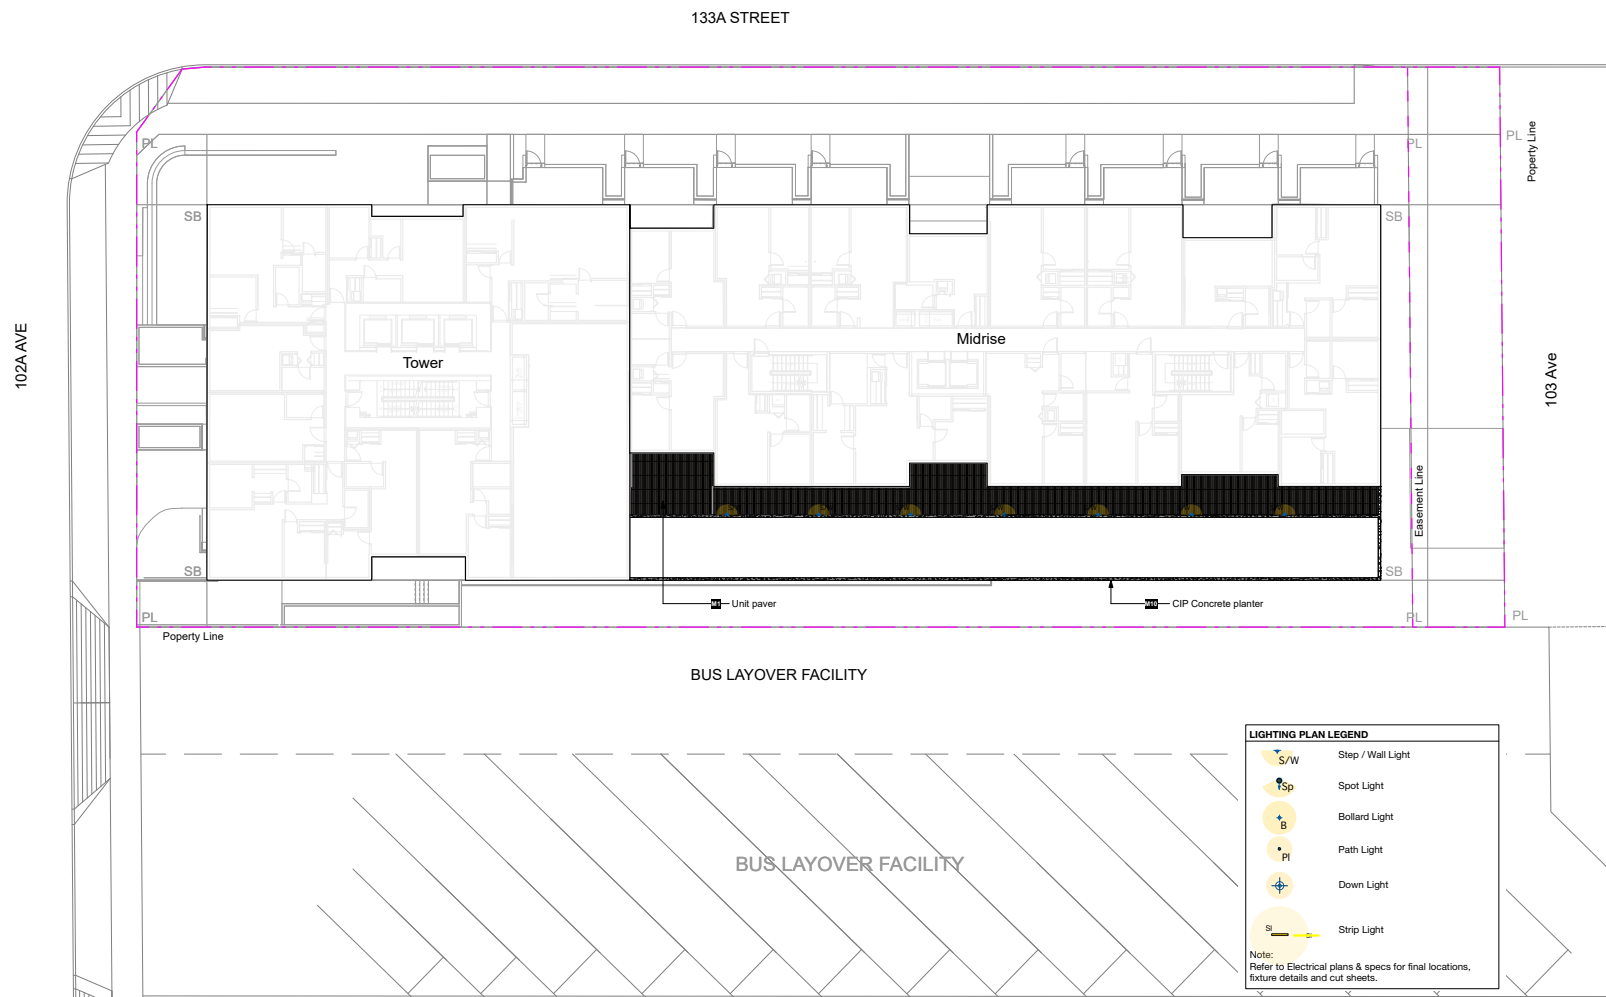 133A STREET
PL
PL
PL
Poperty Line
SB
SB
102A AVE
Tower
Midrise
103 Ave
Easement Line
SB
SB
M1 Unit paver
M10 CIP Concrete planter
PL
PL
PL
Poperty Line
BUS LAYOVER FACILITY
BUS LAYOVER FACILITY
LIGHTING PLAN LEGEND
S/W Step / Wall Light
Sp Spot Light
B Bollard Light
Pl Path Light
Down Light
Sl Strip Light
Note:
Refer to Electrical plans & specs for final locations,
fixture details and cut sheets.